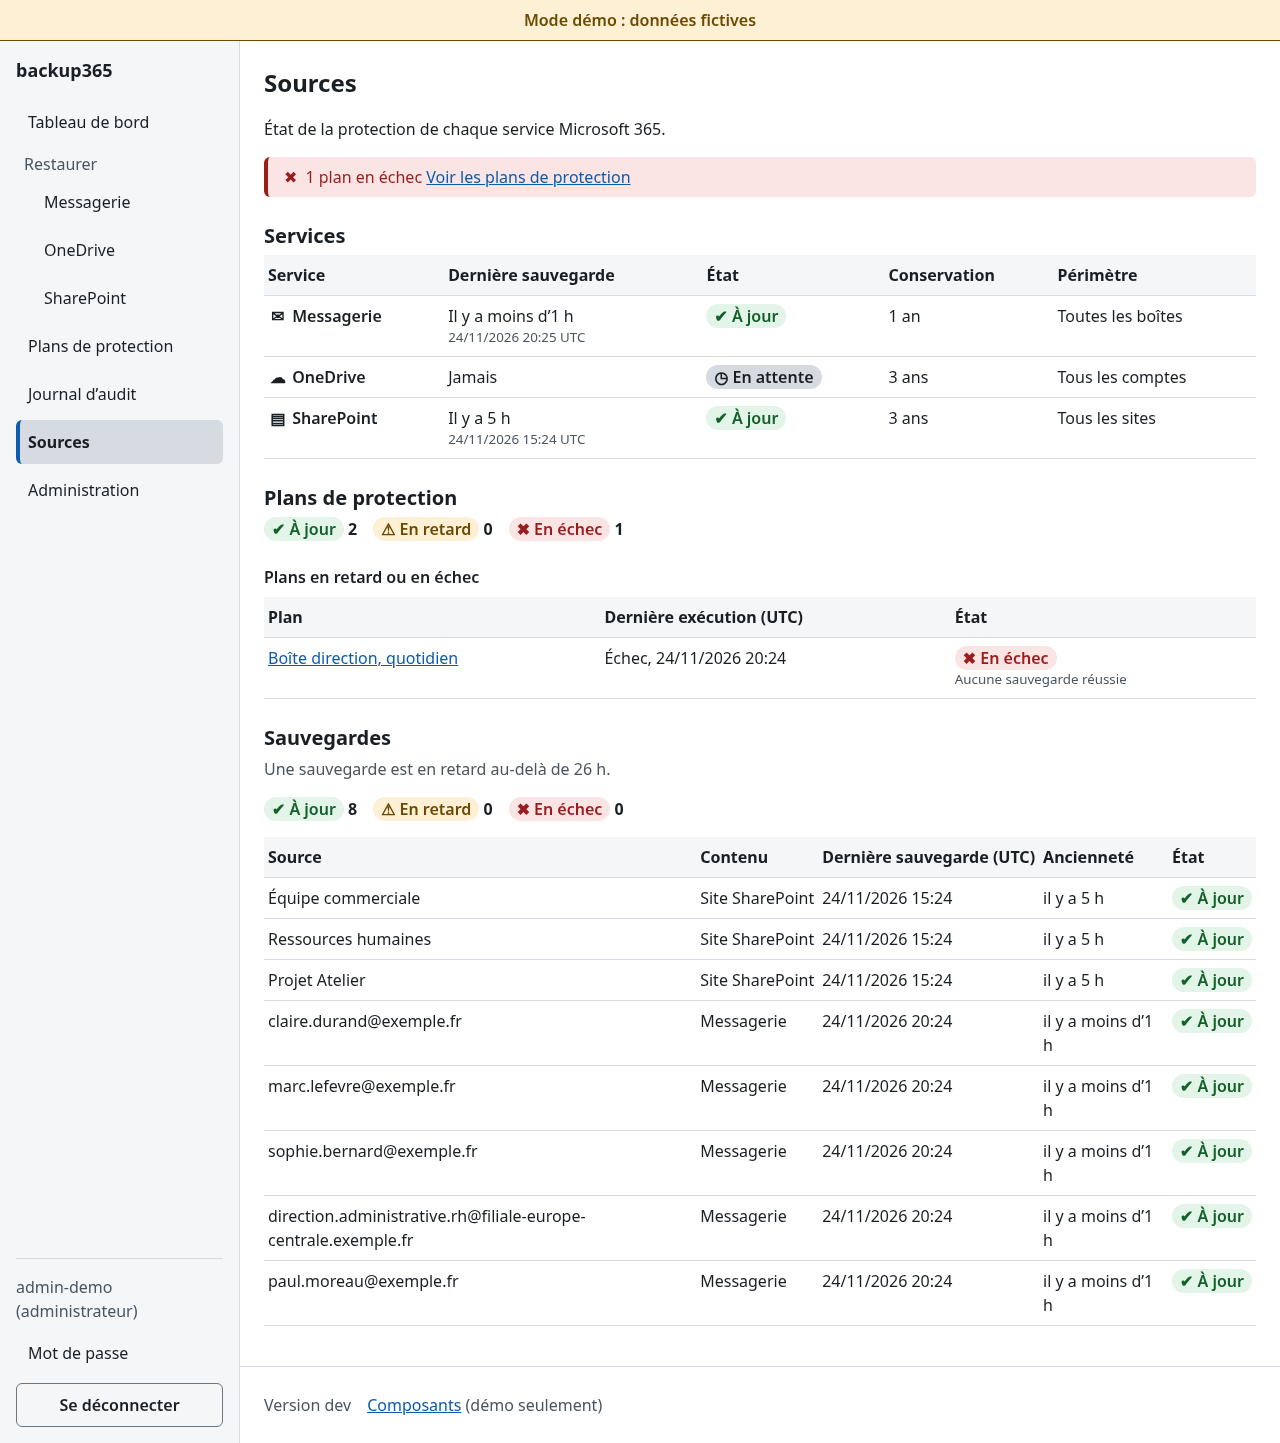 Mode démo : données fictives
backup365
Tableau de bord
Restaurer
Messagerie
OneDrive
SharePoint
Plans de protection
Journal d’audit
Sources
Administration
admin-demo
(administrateur)
Mot de passe
Se déconnecter
Sources
État de la protection de chaque service Microsoft 365.
✖ 1 plan en échec Voir les plans de protection
Services
Service Dernière sauvegarde État Conservation Périmètre
✉ Messagerie Il y a moins d’1 h ✔ À jour 1 an Toutes les boîtes
24/11/2026 20:25 UTC
☁ OneDrive Jamais ◷ En attente 3 ans Tous les comptes
▤ SharePoint Il y a 5 h ✔ À jour 3 ans Tous les sites
24/11/2026 15:24 UTC
Plans de protection
✔ À jour 2 ⚠ En retard 0 ✖ En échec 1
Plans en retard ou en échec
Plan Dernière exécution (UTC) État
Boîte direction, quotidien Échec, 24/11/2026 20:24 ✖ En échec
Aucune sauvegarde réussie
Sauvegardes
Une sauvegarde est en retard au-delà de 26 h.
✔ À jour 8 ⚠ En retard 0 ✖ En échec 0
Source Contenu Dernière sauvegarde (UTC) Ancienneté État
Équipe commerciale Site SharePoint 24/11/2026 15:24 il y a 5 h ✔ À jour
Ressources humaines Site SharePoint 24/11/2026 15:24 il y a 5 h ✔ À jour
Projet Atelier Site SharePoint 24/11/2026 15:24 il y a 5 h ✔ À jour
claire.durand@exemple.fr Messagerie 24/11/2026 20:24 il y a moins d’1 ✔ À jour
h
marc.lefevre@exemple.fr Messagerie 24/11/2026 20:24 il y a moins d’1 ✔ À jour
h
sophie.bernard@exemple.fr Messagerie 24/11/2026 20:24 il y a moins d’1 ✔ À jour
h
direction.administrative.rh@filiale-europe- Messagerie 24/11/2026 20:24 il y a moins d’1 ✔ À jour
centrale.exemple.fr h
paul.moreau@exemple.fr Messagerie 24/11/2026 20:24 il y a moins d’1 ✔ À jour
h
Version dev Composants (démo seulement)